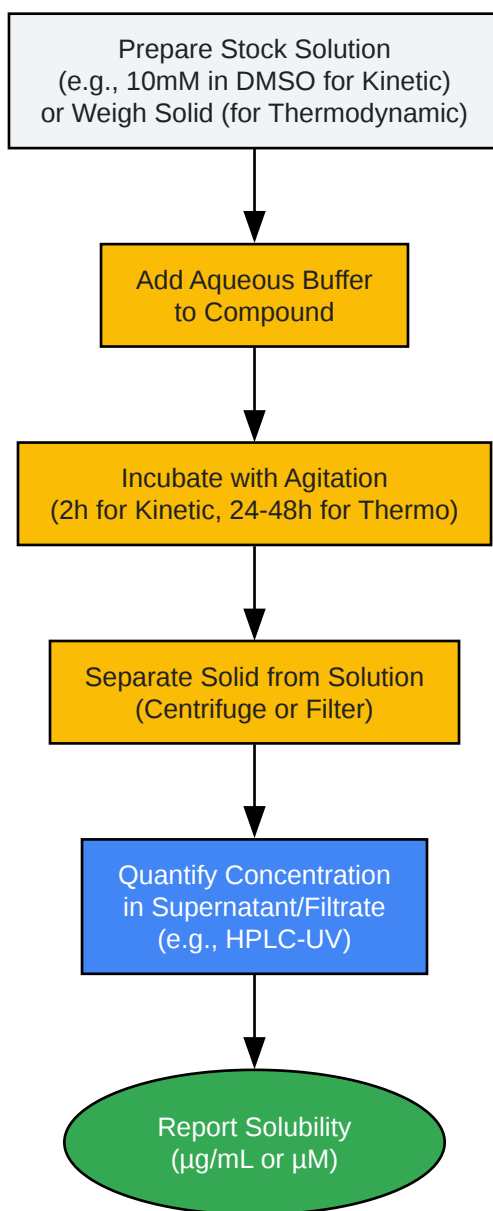 Prepare Stock Solution
(e.g., 10mM in DMSO for Kinetic)
or Weigh Solid (for Thermodynamic)
Add Aqueous Buffer
to Compound
Incubate with Agitation
(2h for Kinetic, 24-48h for Thermo)
Separate Solid from Solution
(Centrifuge or Filter)
Quantify Concentration
in Supernatant/Filtrate
(e.g., HPLC-UV)
Report Solubility
(µg/mL or µM)